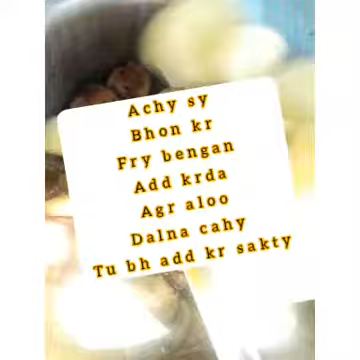 Achy sy
Bhon kr
Fry bengan
Add krda
Agr aloo
Dalna cahy
Tu bh add kr sakty